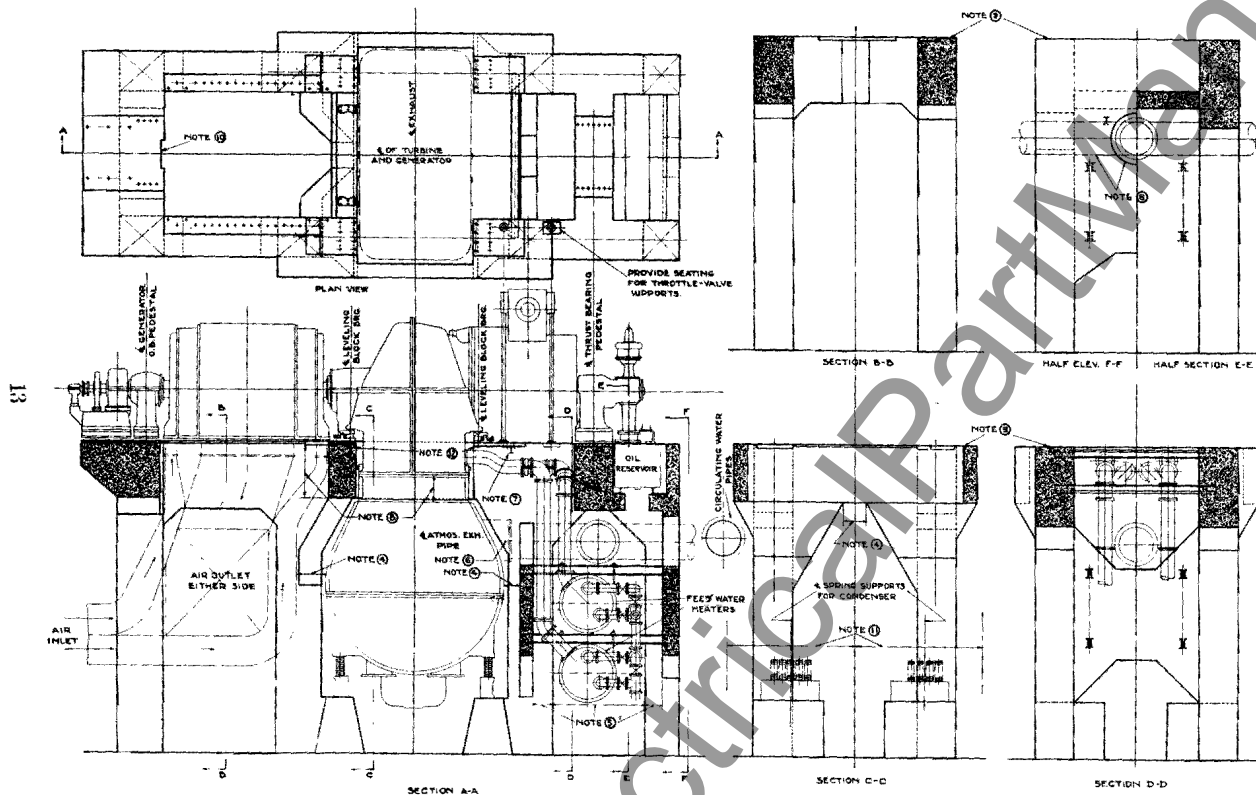 NOTE 10
℄ EXHAUST
℄ OF TURBINE
AND GENERATOR
A
A
PLAN VIEW
PROVIDE SEATING
FOR THROTTLE-VALVE
SUPPORTS.
NOTE 9
NOTE 8
SECTION B-B
HALF ELEV. F-F
HALF SECTION E-E
℄ GENERATOR
O.B. PEDESTAL
℄ LEVELING
BLOCK BRG.
℄ LEVELING BLOCK BRG.
℄ THRUST BEARING
PEDESTAL
13
B
C
D
F
NOTE 12
NOTE 7
OIL
RESERVOIR
CIRCULATING WATER
PIPES
NOTE 8
℄ ATMOS. EXH.
PIPE
NOTE 4
NOTE 6
NOTE 4
AIR OUTLET
EITHER SIDE
FEED WATER
HEATERS
AIR
INLET
NOTE 5
C
D
E
F
SECTION A-A
NOTE 4
℄ SPRING SUPPORTS
FOR CONDENSER
NOTE 11
SECTION C-C
SECTION D-D
ctricalPartMan